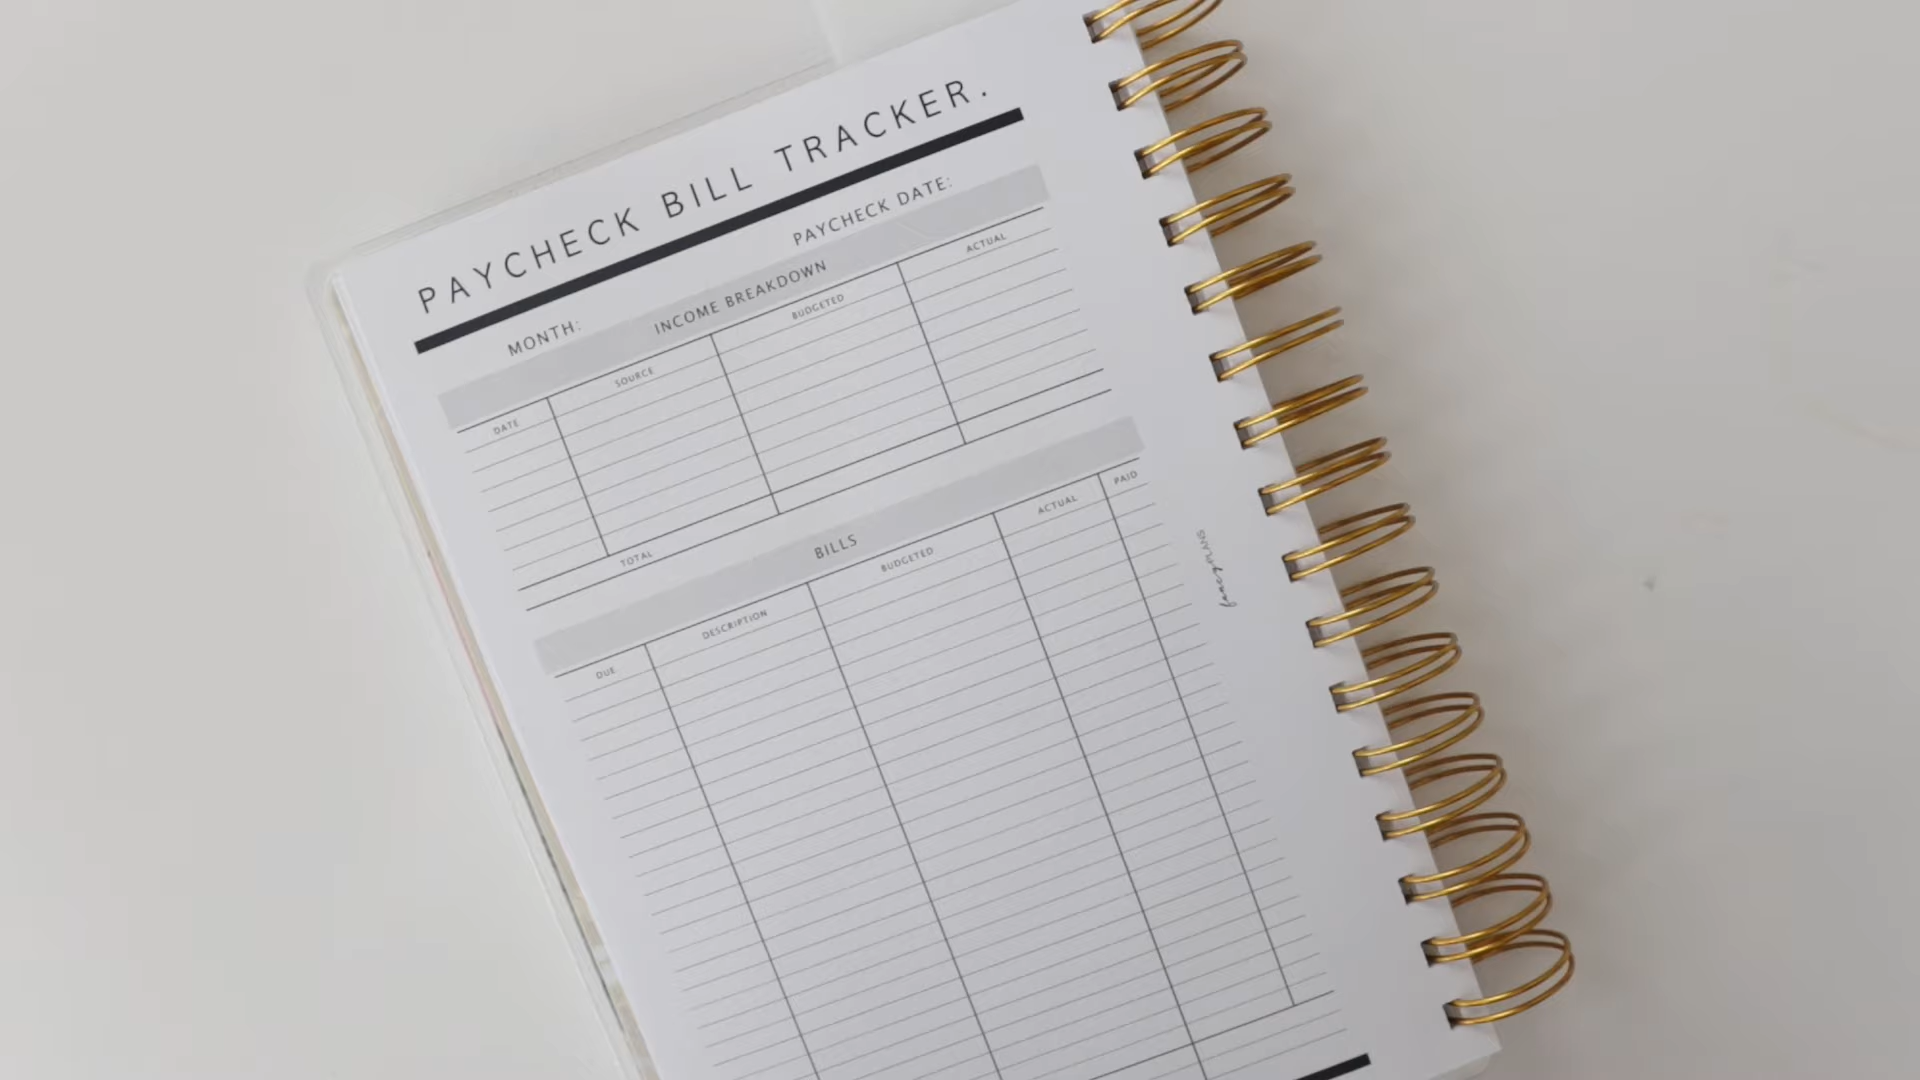 PAYCHECK BILL TRACKER.
MONTH: PAYCHECK DATE:
INCOME BREAKDOWN
DATE SOURCE BUDGETED ACTUAL
TOTAL
BILLS
DUE DESCRIPTION BUDGETED ACTUAL PAID
fancyPLANS